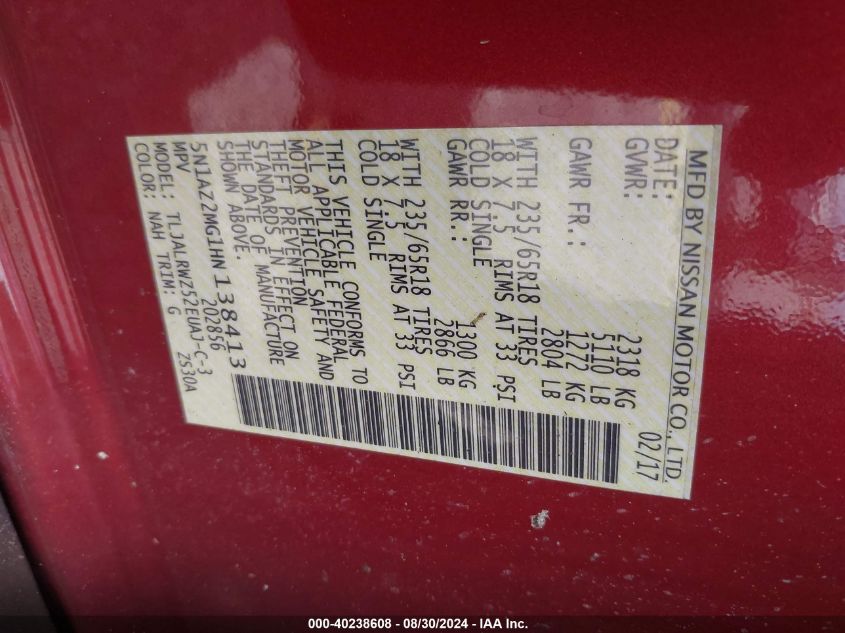 MFD BY NISSAN MOTOR CO., LTD.
DATE: 02/17
GVWR: 2318 KG
5110 LB
GAWR FR.: 1272 KG
2804 LB
WITH 235/65R18 TIRES
18 X 7.5 RIMS AT 33 PSI
COLD SINGLE
GAWR RR.: 1300 KG
2866 LB
WITH 235/65R18 TIRES
18 X 7.5 RIMS AT 33 PSI
COLD SINGLE
THIS VEHICLE CONFORMS TO
ALL APPLICABLE FEDERAL
MOTOR VEHICLE SAFETY AND
THEFT PREVENTION
STANDARDS IN EFFECT ON
THE DATE OF MANUFACTURE
SHOWN ABOVE.
5N1AZ2MG1HN138413
MPV 202856
MODEL: TLJALRWZ52EUAJ-C-3
COLOR: NAH TRIM: G ZS30A
000-40238608 - 08/30/2024 - IAA Inc.